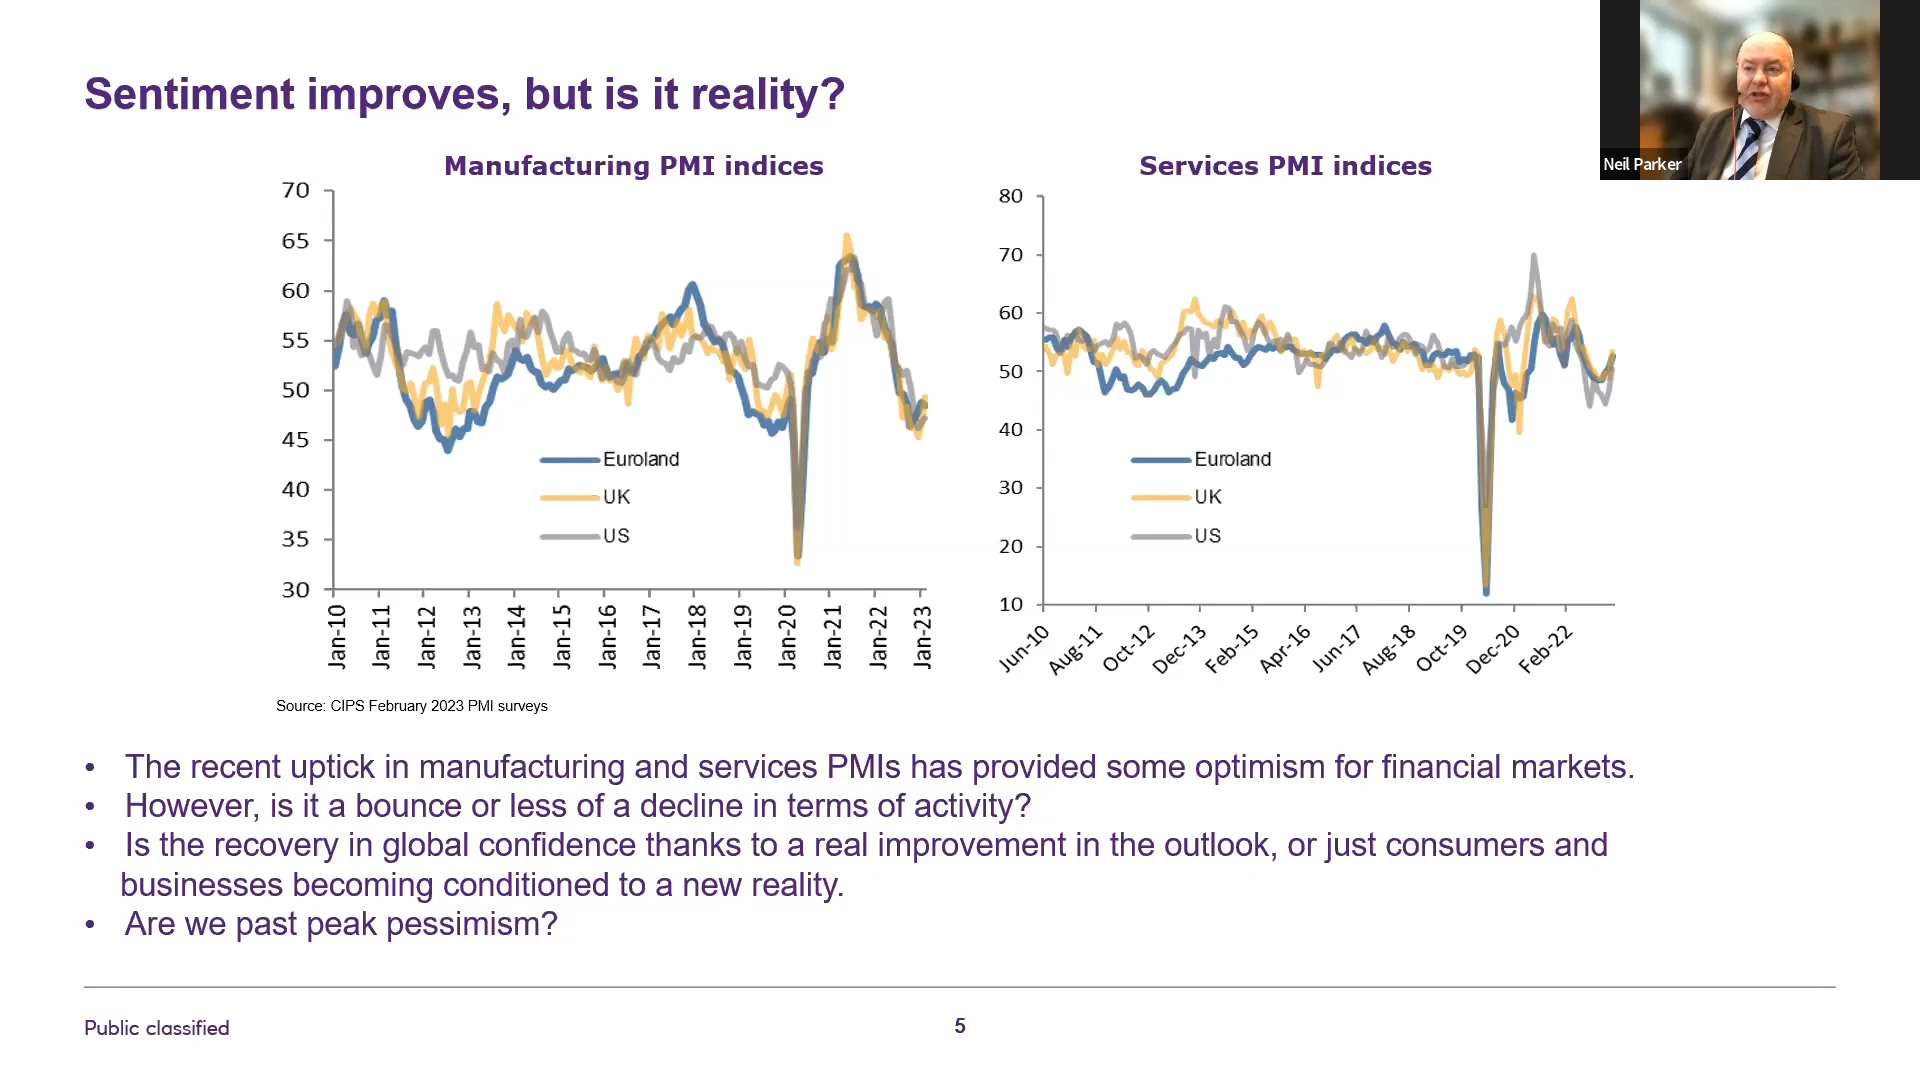 Sentiment improves, but is it reality?
Neil Parker
Manufacturing PMI indices
70
65
60
55
50
45
40
35
30
Euroland
UK
US
Jan-10
Jan-11
Jan-12
Jan-13
Jan-14
Jan-15
Jan-16
Jan-17
Jan-18
Jan-19
Jan-20
Jan-21
Jan-22
Jan-23
Services PMI indices
80
70
60
50
40
30
20
10
Euroland
UK
US
Jun-10
Aug-11
Oct-12
Dec-13
Feb-15
Apr-16
Jun-17
Aug-18
Oct-19
Dec-20
Feb-22
Source: CIPS February 2023 PMI surveys
• The recent uptick in manufacturing and services PMIs has provided some optimism for financial markets.
• However, is it a bounce or less of a decline in terms of activity?
• Is the recovery in global confidence thanks to a real improvement in the outlook, or just consumers and
businesses becoming conditioned to a new reality.
• Are we past peak pessimism?
Public classified
5